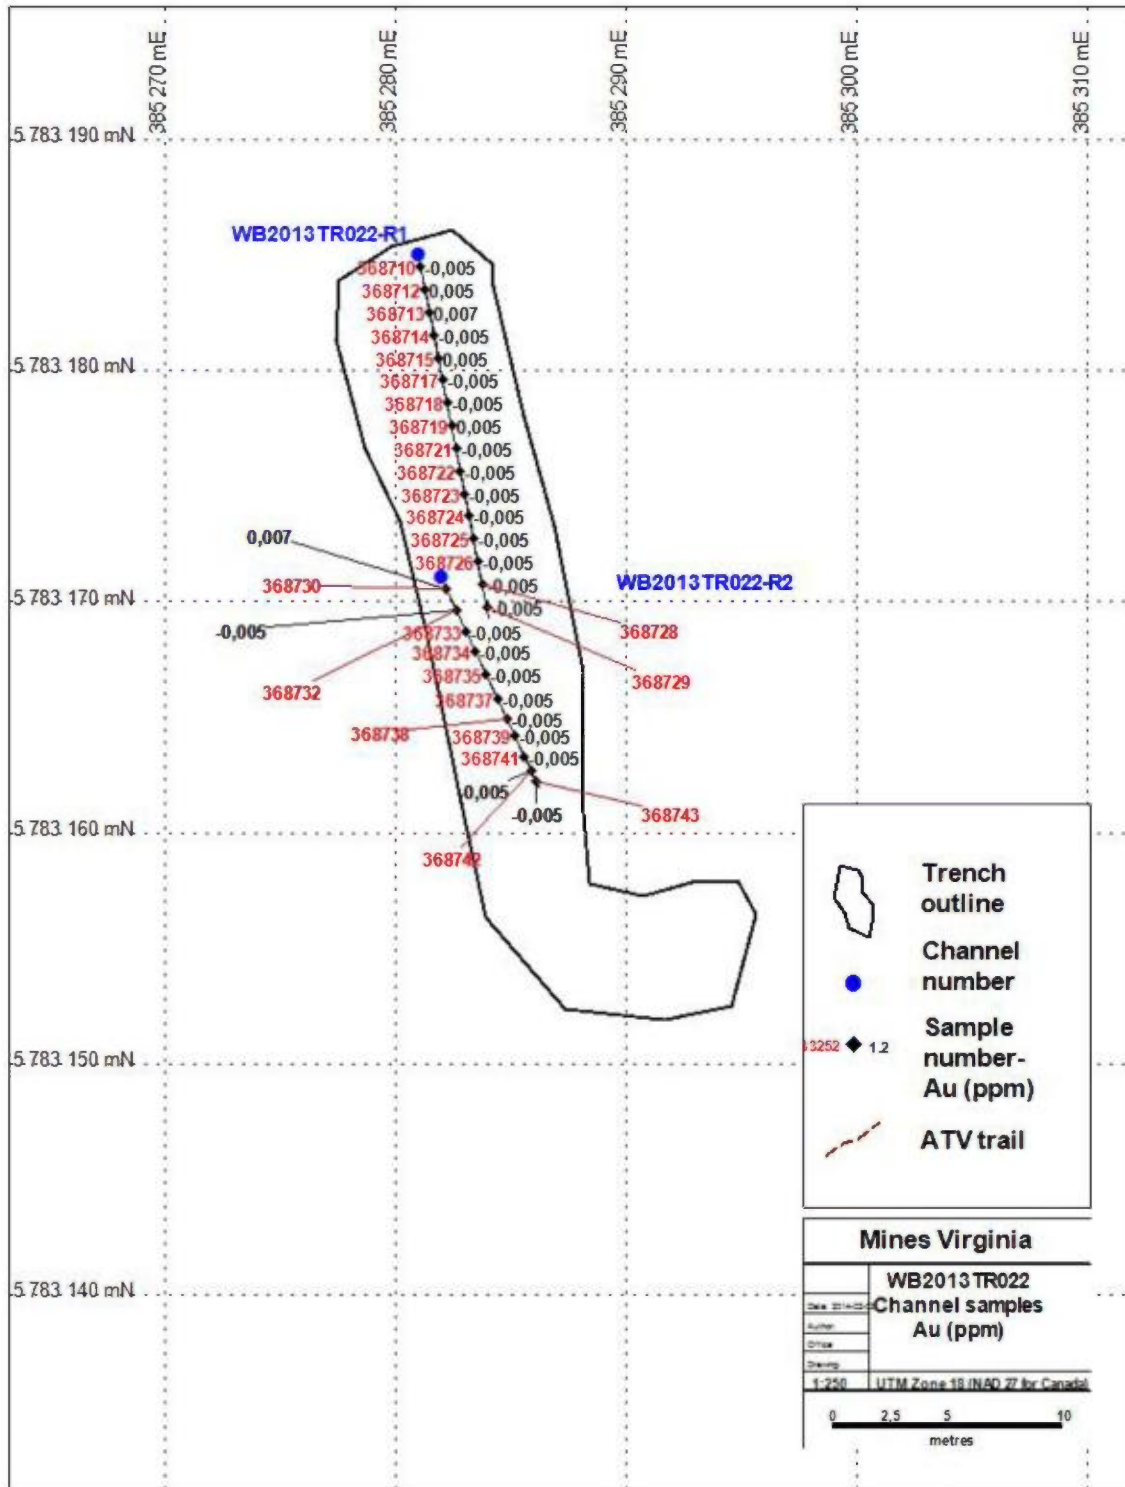 385 270 mE
385 280 mE
385 290 mE
385 300 mE
385 310 mE
5 783 190 mN
WB2013TR022-R1
368710 -0,005
368712 0,005
368713 0,007
368714 -0,005
5 783 180 mN
368715 0,005
368717 -0,005
368718 -0,005
368719 0,005
368721 -0,005
368722 -0,005
368723 -0,005
368724 -0,005
0,007
368725 -0,005
368726 -0,005
368730
-0,005
WB2013TR022-R2
5 783 170 mN
-0,005
-0,005
368733 -0,005
368728
368734 -0,005
368735 -0,005
368729
368732
368737 -0,005
368738
-0,005
368739 -0,005
368741 -0,005
-0,005
-0,005
368743
5 783 160 mN
368742
Trench
outline
Channel
number
Sample
number-
Au (ppm)
13252 1.2
ATV trail
5 783 150 mN
5 783 140 mN
Mines Virginia
WB2013TR022
Channel samples
Au (ppm)
Date
Author
Office
Drawing
1:250 UTM Zone 18 (NAD 27 for Canada)
0 2,5 5 10
metres